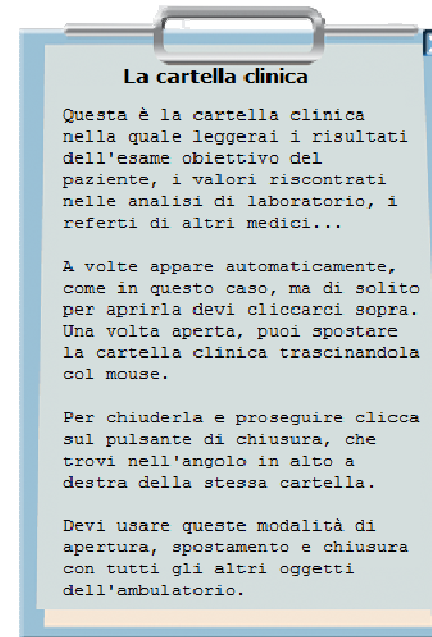 La cartella clinica
Questa è la cartella clinica
nella quale leggerai i risultati
dell'esame obiettivo del
paziente, i valori riscontrati
nelle analisi di laboratorio, i
referti di altri medici...
A volte appare automaticamente,
come in questo caso, ma di solito
per aprirla devi cliccarci sopra.
Una volta aperta, puoi spostare
la cartella clinica trascinandola
col mouse.
Per chiuderla e proseguire clicca
sul pulsante di chiusura, che
trovi nell'angolo in alto a
destra della stessa cartella.
Devi usare queste modalità di
apertura, spostamento e chiusura
con tutti gli altri oggetti
dell'ambulatorio.